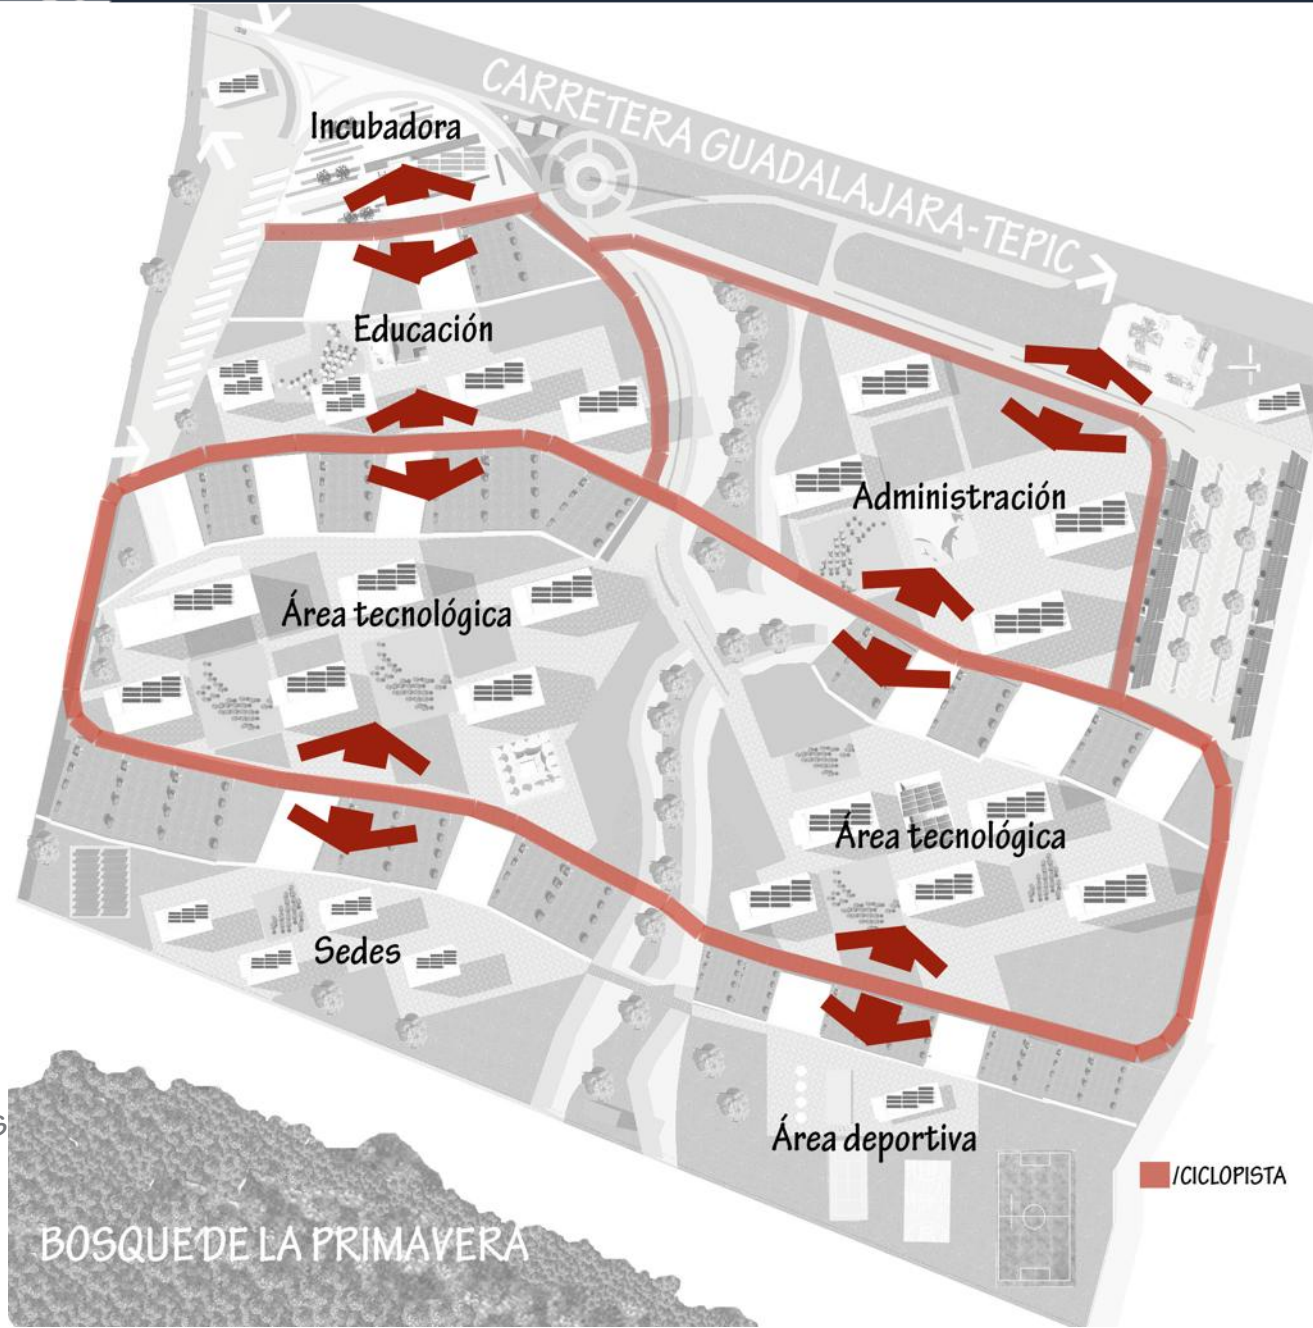 CARRETERA GUADALAJARA-TEPIC
Incubadora
Educación
Administración
Área tecnológica
Área tecnológica
Sedes
Área deportiva
/CICLOPISTA
BOSQUE DE LA PRIMAVERA